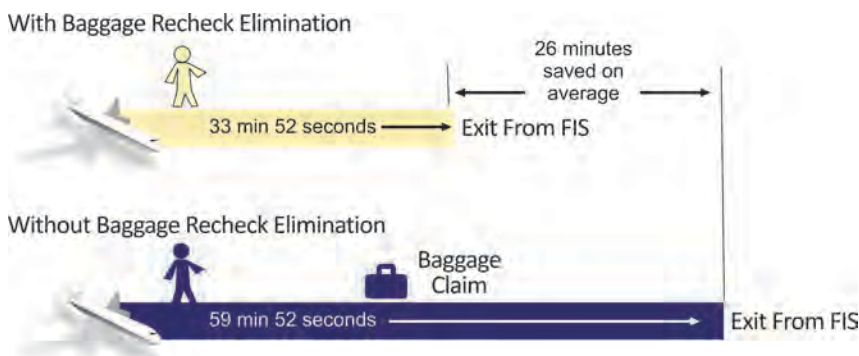 With Baggage Recheck Elimination
26 minutes
saved on
average
33 min 52 seconds
Exit From FIS
Without Baggage Recheck Elimination
Baggage
Claim
59 min 52 seconds
Exit From FIS